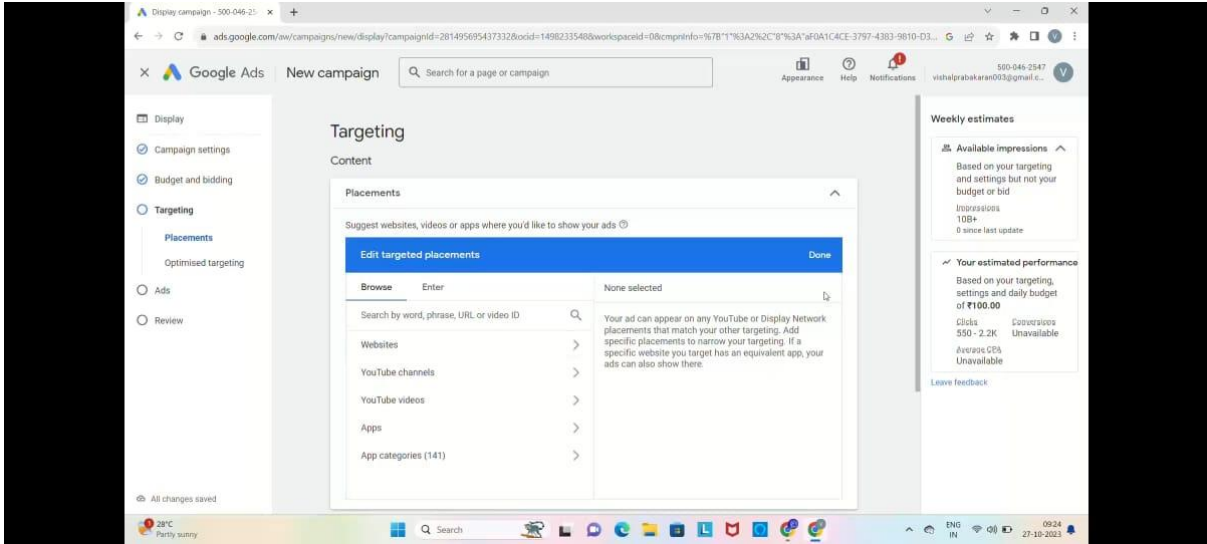 Display campaign - 500-046-25
ads.google.com/aw/campaigns/new/display?campaignId=281495695437332&ocid=1498233548&workspaceid=0&cmpnInfo=%7B"1"%3A2%2C"8"%3A"aF0A1C4CE-3797-4383-9810-D3...
Google Ads
New campaign
Search for a page or campaign
Appearance
Help
Notifications
500-046-2547
vishalprabakaran003@gmail.c...
V
Display
Campaign settings
Budget and bidding
Targeting
Placements
Optimised targeting
Ads
Review
All changes saved
Targeting
Content
Placements
Suggest websites, videos or apps where you'd like to show your ads
Edit targeted placements
Done
Browse
Enter
Search by word, phrase, URL or video ID
Websites
YouTube channels
YouTube videos
Apps
App categories (141)
None selected
Your ad can appear on any YouTube or Display Network
placements that match your other targeting. Add
specific placements to narrow your targeting. If a
specific website you target has an equivalent app, your
ads can also show there.
Weekly estimates
Available impressions
Based on your targeting
and settings but not your
budget or bid
Impressions
10B+
0 since last update
Your estimated performance
Based on your targeting,
settings and daily budget
of ₹100.00
Clicks Conversions
550 - 2.2K Unavailable
Average CPA
Unavailable
Leave feedback
28°C
Partly sunny
Search
ENG
IN
09:24
27-10-2023